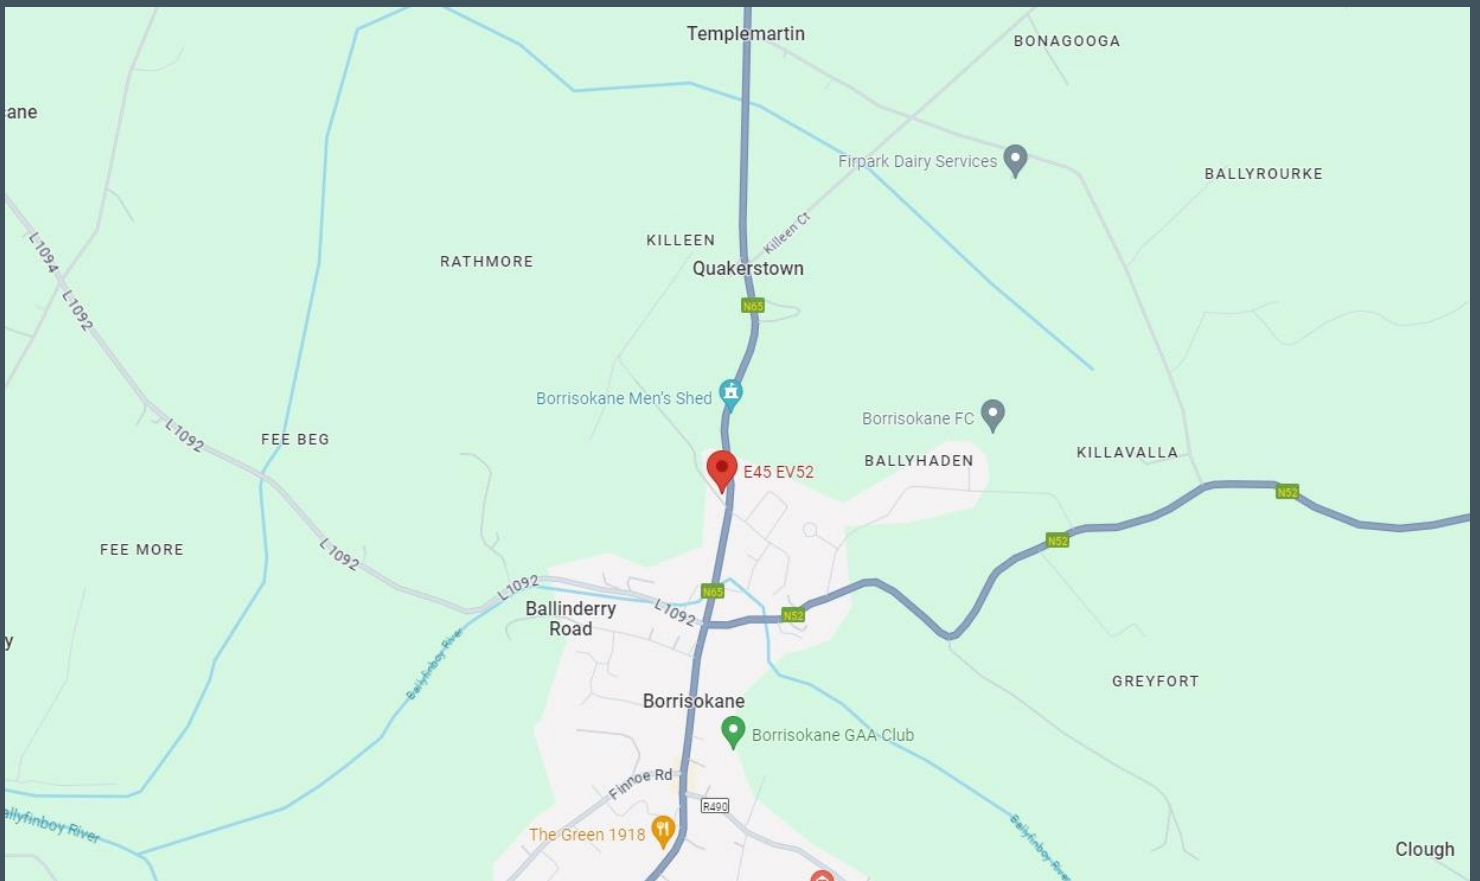 Templemartin
BONAGOOGA
ane
Firpark Dairy Services
BALLYROURKE
Killeen Ct
KILLEEN
L1094
RATHMORE
Quakerstown
L1092
N65
Borrisokane Men's Shed
Borrisokane FC
L1092
FEE BEG
BALLYHADEN
KILLAVALLA
E45 EV52
N52
N52
FEE MORE
L1092
L1092
N65
Ballinderry
Road
L1092
N52
y
Ballyfinboy River
GREYFORT
Borrisokane
Borrisokane GAA Club
Finnoe Rd
R490
allyfinboy River
The Green 1918
Ballyfinboy River
Clough